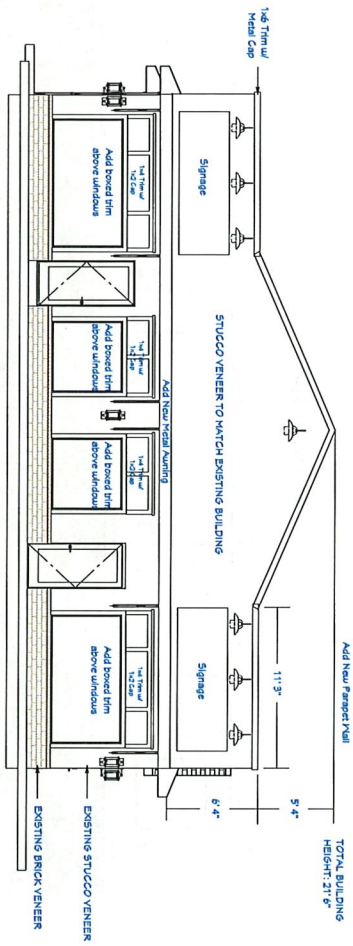 Add New Parapet Wall
TOTAL BUILDING
HEIGHT: 21' 6"
1x6 Trim w/
Metal Cap
Signage
STUCCO VENEER TO MATCH EXISTING BUILDING
Signage
11' 3"
5' 4"
6' 4"
Add New Metal Awning
1x4 Trim w/
1x2 Cap
Add boxed trim
above windows
1x4 Trim w/
1x2 Cap
Add boxed trim
above windows
1x4 Trim w/
1x2 Cap
Add boxed trim
above windows
1x4 Trim w/
1x2 Cap
Add boxed trim
above windows
EXISTING STUCCO VENEER
EXISTING BRICK VENEER